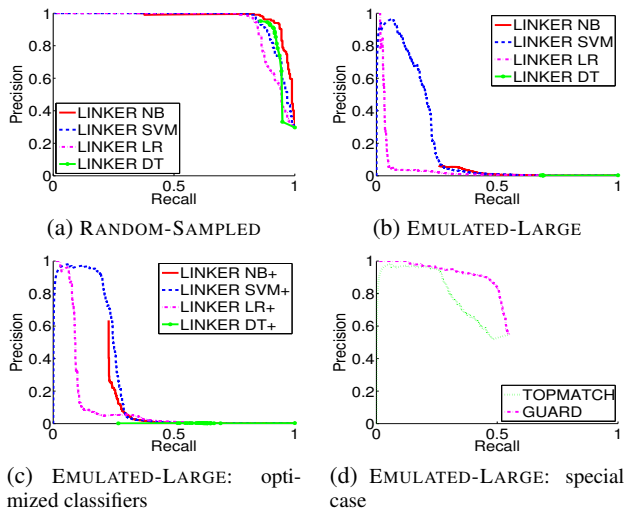 1
0.8
0.6
0.4
0.2
0
Precision
LINKER NB
LINKER SVM
LINKER LR
LINKER DT
0 0.5 1
Recall
(a) RANDOM-SAMPLED
1
0.8
0.6
0.4
0.2
0
Precision
LINKER NB
LINKER SVM
LINKER LR
LINKER DT
0 0.5 1
Recall
(b) EMULATED-LARGE
1
0.8
0.6
0.4
0.2
0
Precision
LINKER NB+
LINKER SVM+
LINKER LR+
LINKER DT+
0 0.5 1
Recall
(c) EMULATED-LARGE: opti-
mized classifiers
1
0.8
0.6
0.4
0.2
0
Precision
TOPMATCH
GUARD
0 0.5 1
Recall
(d) EMULATED-LARGE: special
case